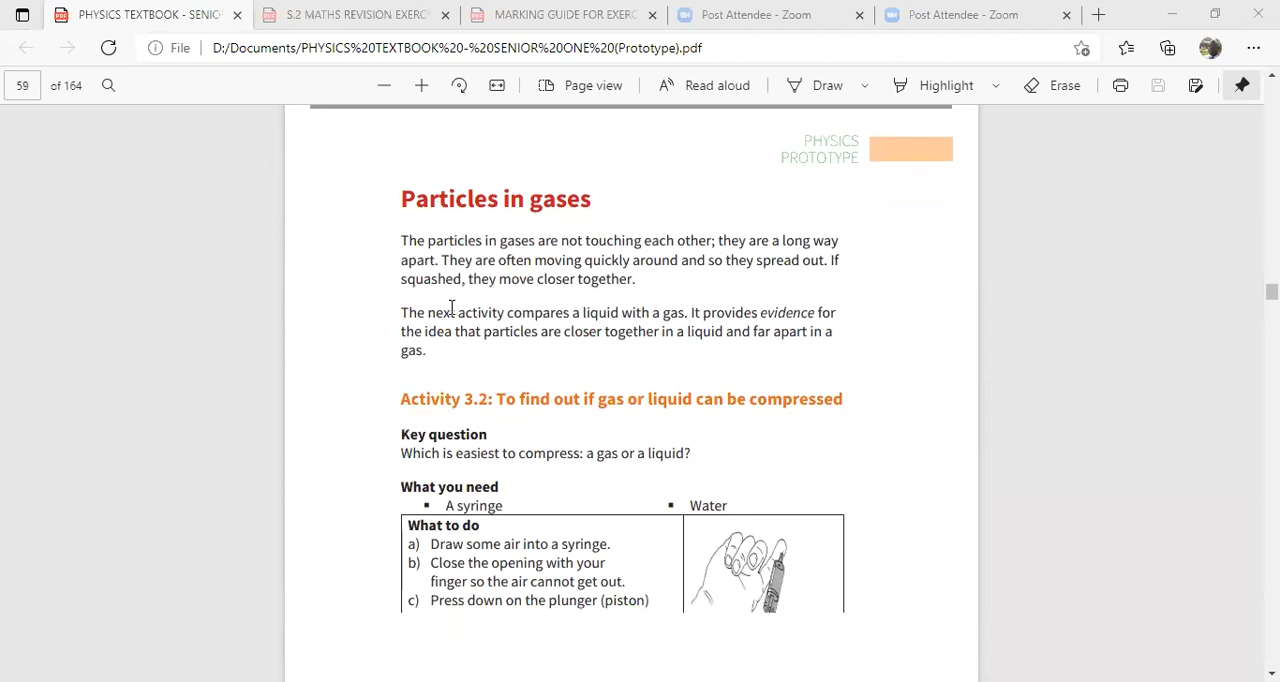 PHYSICS TEXTBOOK - SENIO
S.2 MATHS REVISION EXERC
MARKING GUIDE FOR EXERC
Post Attendee - Zoom
Post Attendee - Zoom
File D:/Documents/PHYSICS%20TEXTBOOK%20-%20SENIOR%20ONE%20(Prototype).pdf
59 of 164
Page view
Read aloud
Draw
Highlight
Erase
PHYSICS
PROTOTYPE
Particles in gases
The particles in gases are not touching each other; they are a long way
apart. They are often moving quickly around and so they spread out. If
squashed, they move closer together.
The next activity compares a liquid with a gas. It provides evidence for
the idea that particles are closer together in a liquid and far apart in a
gas.
Activity 3.2: To find out if gas or liquid can be compressed
Key question
Which is easiest to compress: a gas or a liquid?
What you need
▪ A syringe ▪ Water
What to do
a) Draw some air into a syringe.
b) Close the opening with your
finger so the air cannot get out.
c) Press down on the plunger (piston)